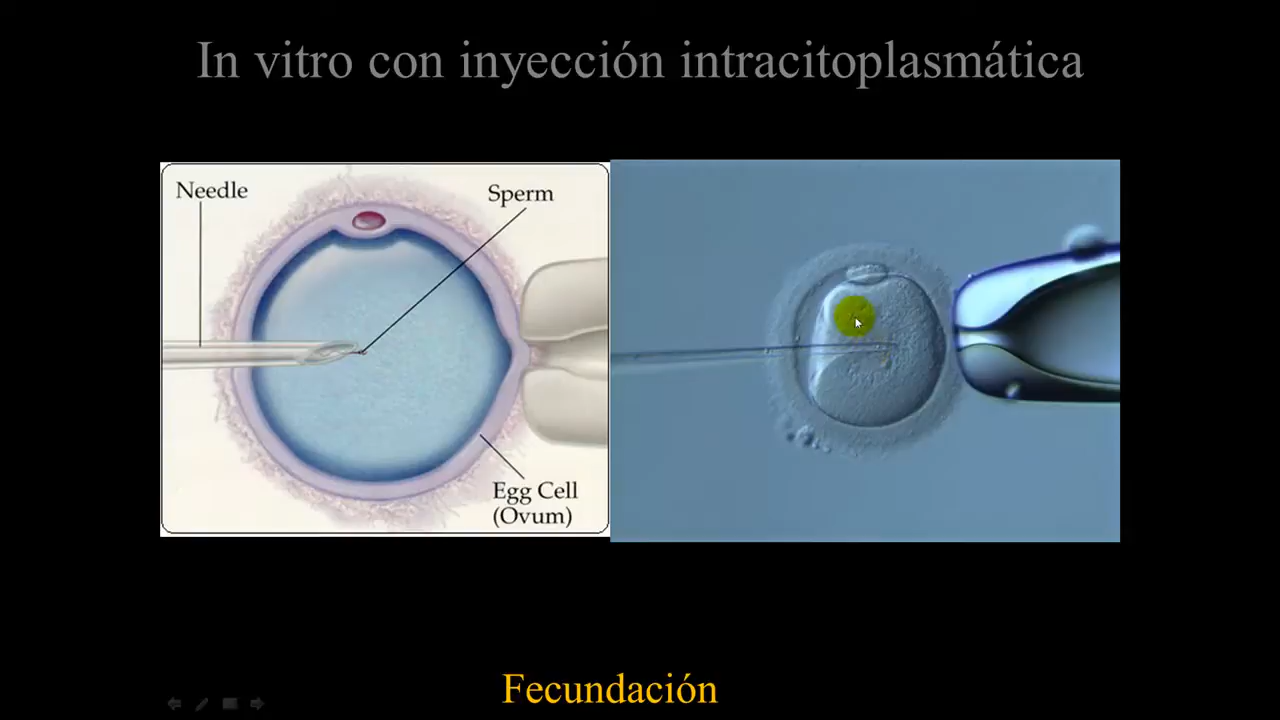 In vitro con inyección intracitoplasmática
Needle
Sperm
Egg Cell
(Ovum)
Fecundación